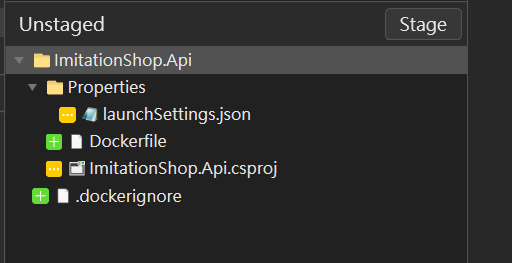 Unstaged
Stage
ImitationShop.Api
Properties
launchSettings.json
Dockerfile
ImitationShop.Api.csproj
.dockerignore